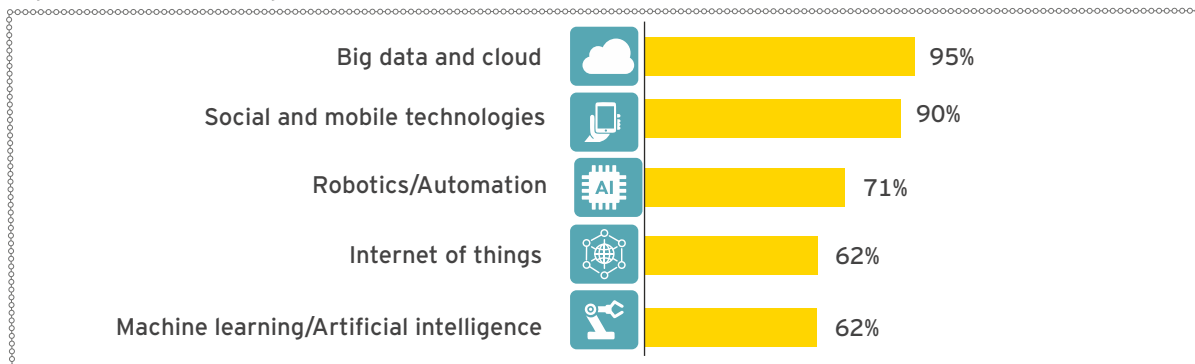 Big data and cloud 95%
Social and mobile technologies 90%
Robotics/Automation AI 71%
Internet of things 62%
Machine learning/Artificial intelligence 62%